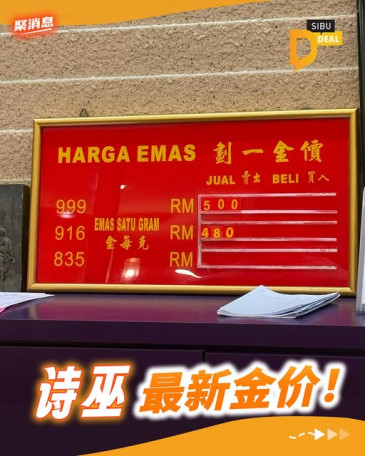 緊消息
SIBU
DEAL
HARGA EMAS 劃一金價
JUAL 賣出 BELI 買入
999 RM 500
916 EMAS SATU GRAM RM 480
835 金每克 RM
诗巫 最新金价!